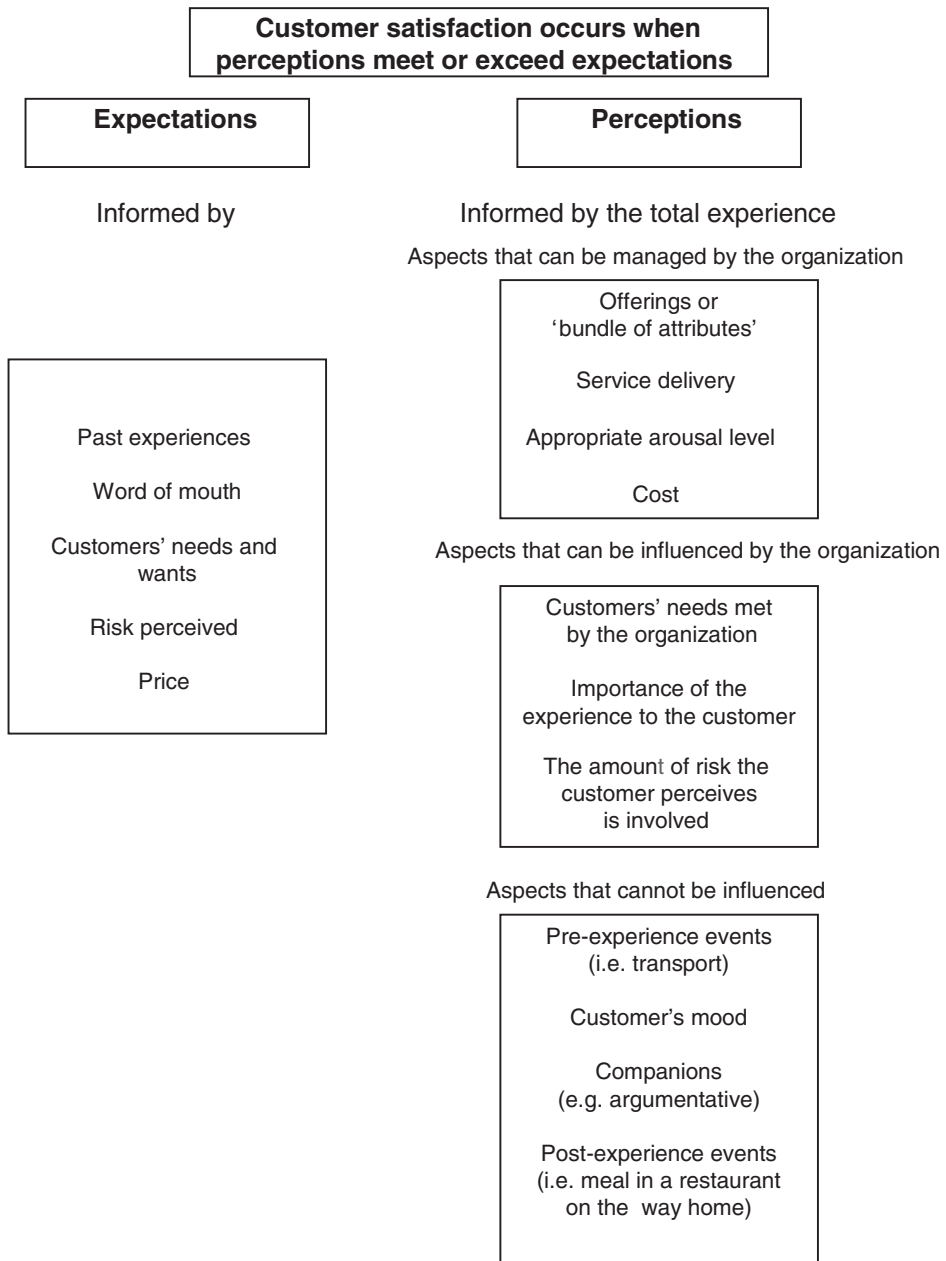 Customer satisfaction occurs when
perceptions meet or exceed expectations
Expectations
Informed by
Past experiences
Word of mouth
Customers’ needs and
wants
Risk perceived
Price
Perceptions
Informed by the total experience
Aspects that can be managed by the organization
Offerings or
‘bundle of attributes’
Service delivery
Appropriate arousal level
Cost
Aspects that can be influenced by the organization
Customers’ needs met
by the organization
Importance of the
experience to the customer
The amount of risk the
customer perceives
is involved
Aspects that cannot be influenced
Pre-experience events
(i.e. transport)
Customer’s mood
Companions
(e.g. argumentative)
Post-experience events
(i.e. meal in a restaurant
on the way home)